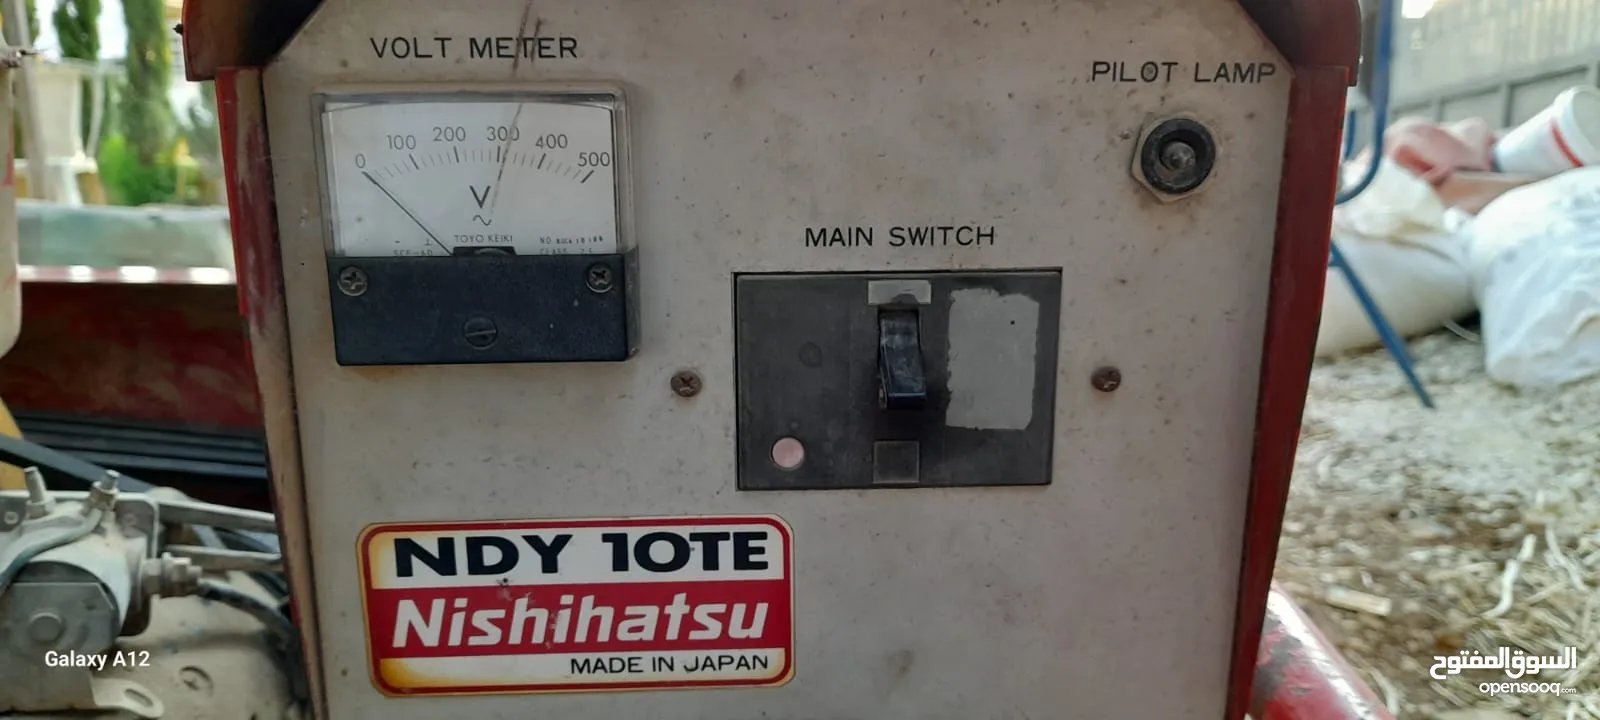 VOLT METER
PILOT LAMP
0 100 200 300 400 500
V
TOYO KEIKI
MAIN SWITCH
NDY 10TE
Nishihatsu
MADE IN JAPAN
Galaxy A12
السوق المفتوح
opensooq.com